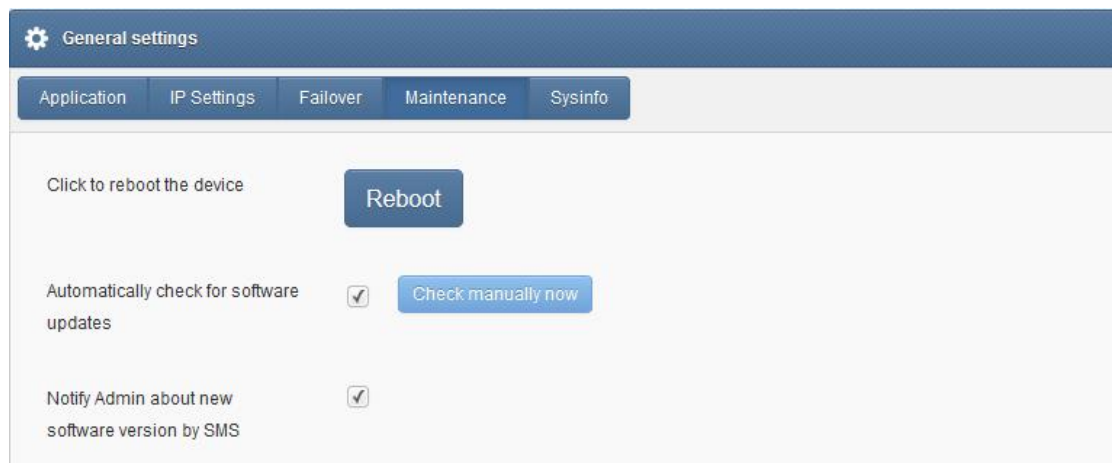 General settings
Application IP Settings Failover Maintenance Sysinfo
Click to reboot the device
Reboot
Automatically check for software
updates
Check manually now
Notify Admin about new
software version by SMS